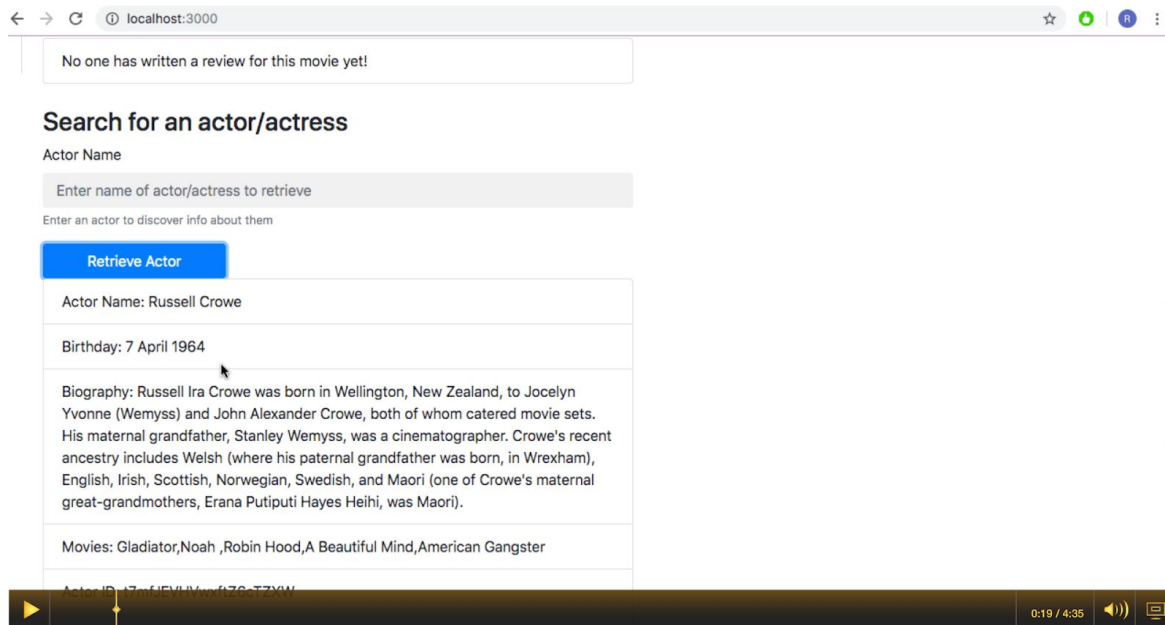 localhost:3000
R
No one has written a review for this movie yet!
Search for an actor/actress
Actor Name
Enter name of actor/actress to retrieve
Enter an actor to discover info about them
Retrieve Actor
Actor Name: Russell Crowe
Birthday: 7 April 1964
Biography: Russell Ira Crowe was born in Wellington, New Zealand, to Jocelyn
Yvonne (Wemyss) and John Alexander Crowe, both of whom catered movie sets.
His maternal grandfather, Stanley Wemyss, was a cinematographer. Crowe's recent
ancestry includes Welsh (where his paternal grandfather was born, in Wrexham),
English, Irish, Scottish, Norwegian, Swedish, and Maori (one of Crowe's maternal
great-grandmothers, Erana Putiputi Hayes Heihi, was Maori).
Movies: Gladiator,Noah ,Robin Hood,A Beautiful Mind,American Gangster
Actor ID:
0:19 / 4:35